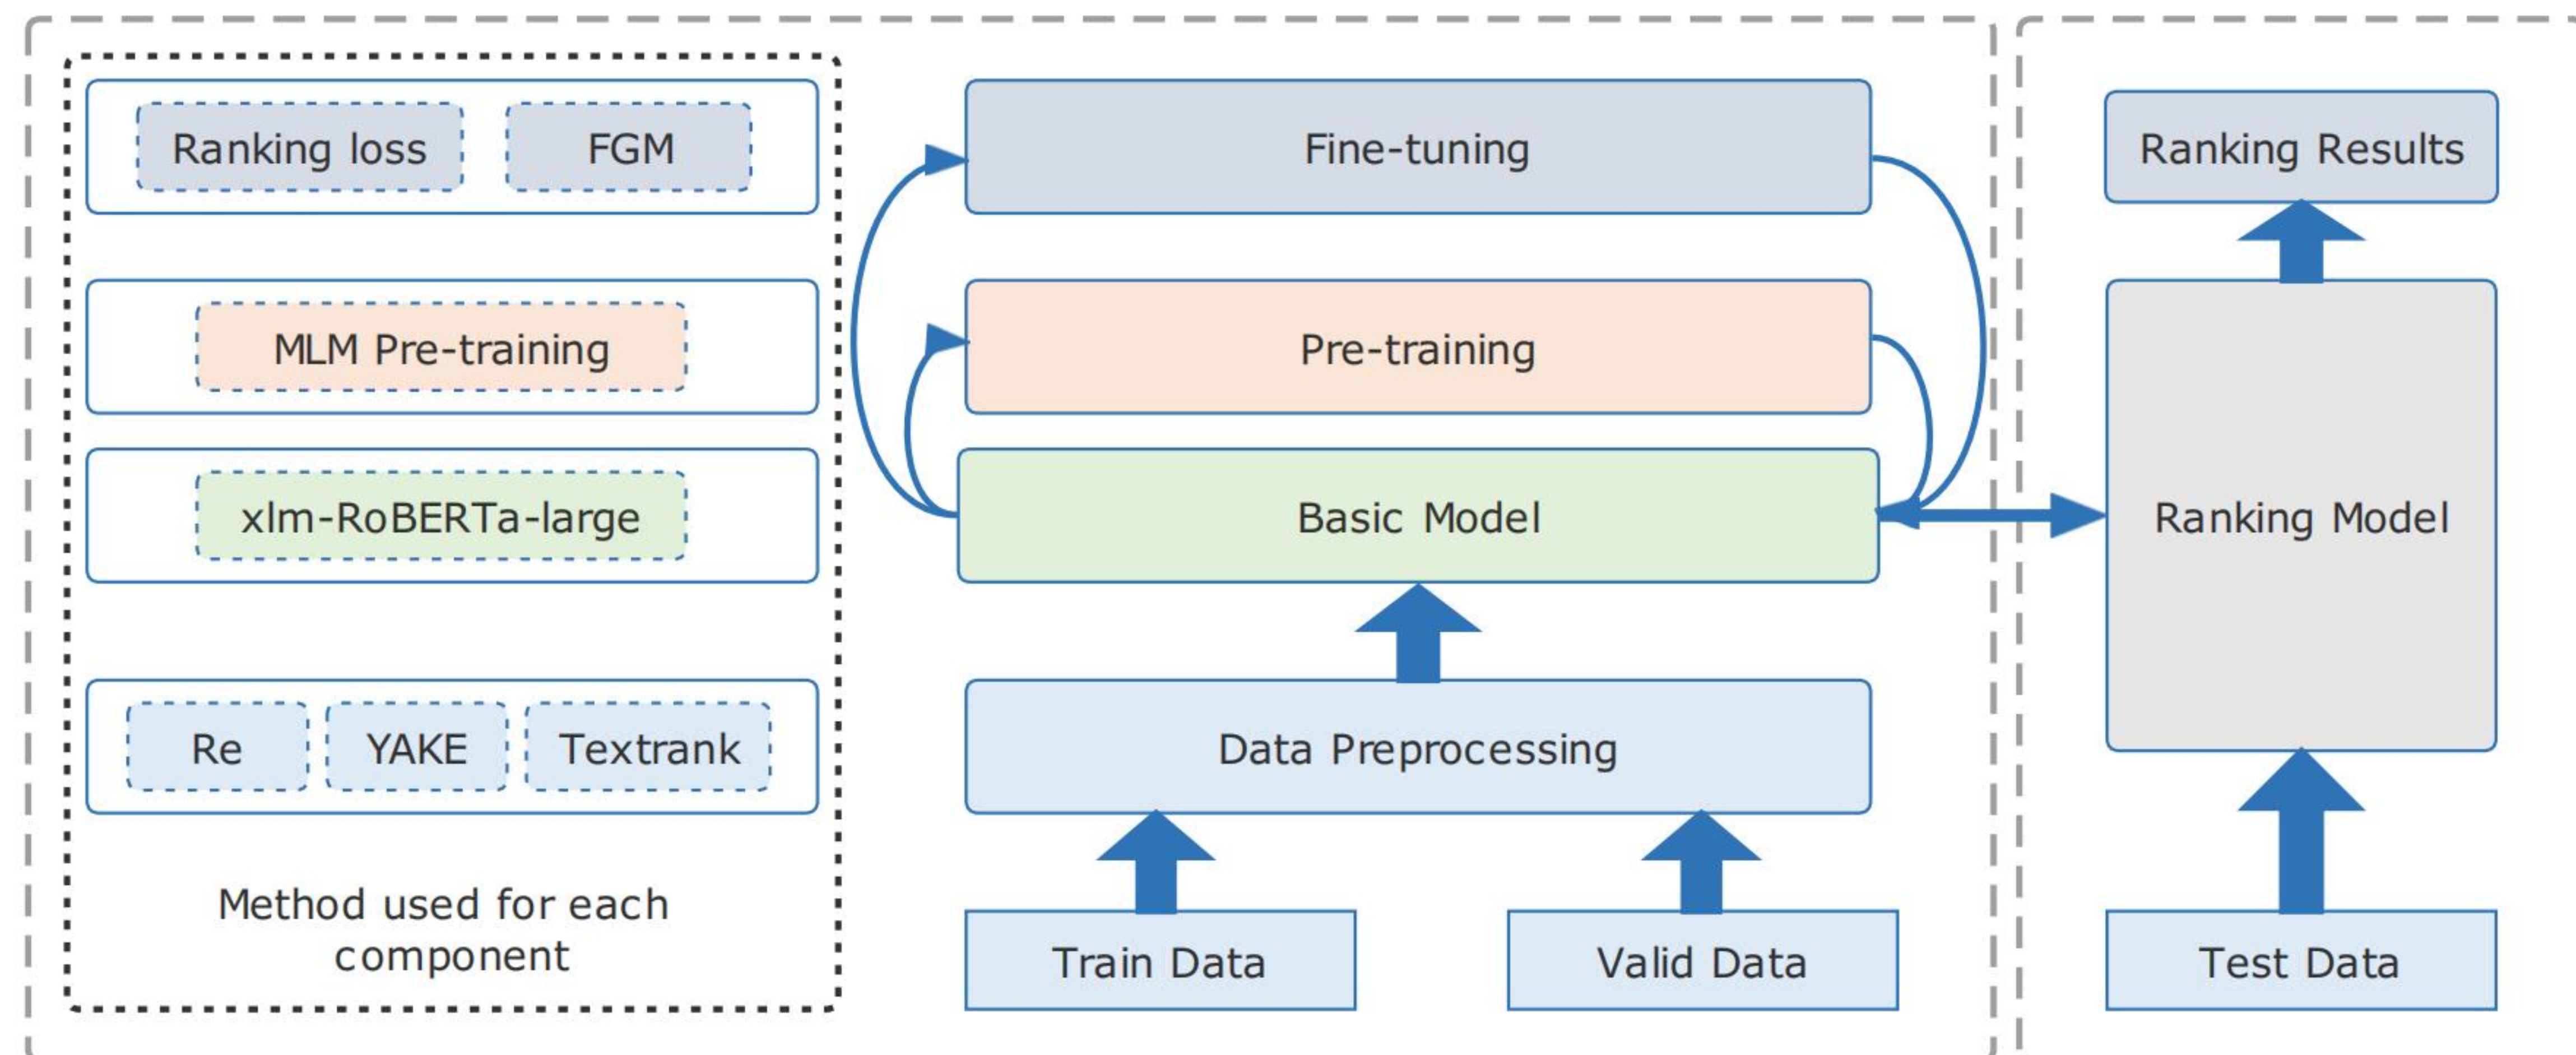 Ranking loss
FGM
Fine-tuning
Ranking Results
MLM Pre-training
Pre-training
xlm-RoBERTa-large
Basic Model
Ranking Model
Re
YAKE
Textrank
Data Preprocessing
Method used for each
component
Train Data
Valid Data
Test Data